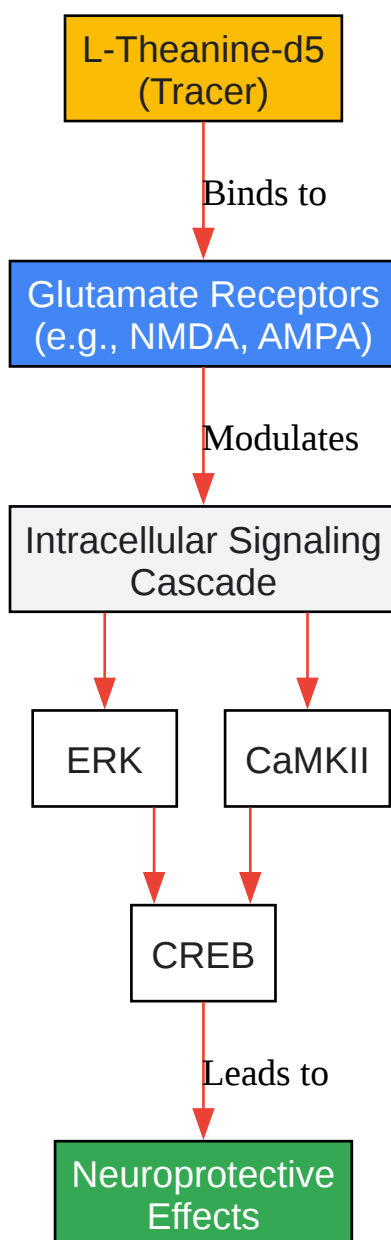 L-Theanine-d5
(Tracer)
Binds to
Glutamate Receptors
(e.g., NMDA, AMPA)
Modulates
Intracellular Signaling
Cascade
ERK
CaMKII
CREB
Leads to
Neuroprotective
Effects